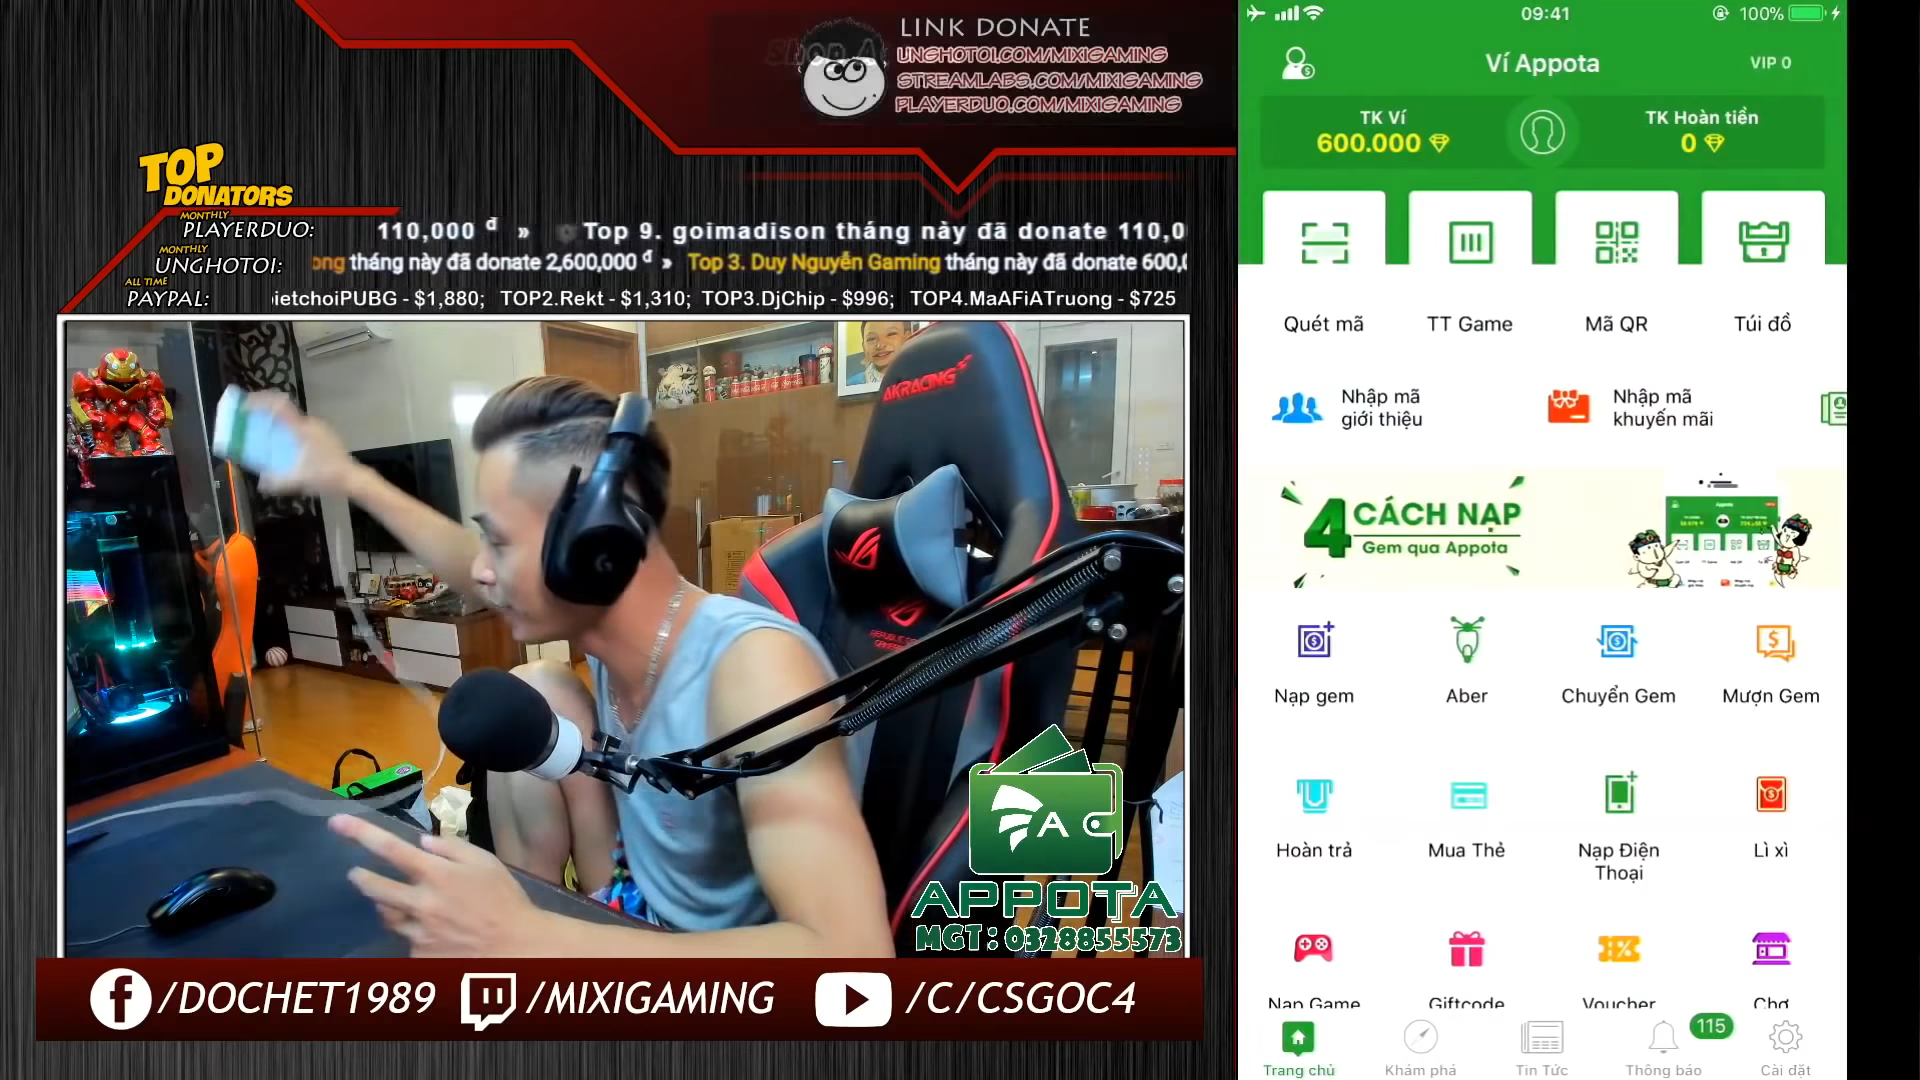 LINK DONATE
UNGHOTOI.COM/MIXIGAMING
STREAMLABS.COM/MIXIGAMING
PLAYERDUO.COM/MIXIGAMING
TOP
DONATORS
MONTHLY
PLAYERDUO:
110,000 đ » Top 9. goimadison tháng này đã donate 110,0
MONTHLY
UNGHOTOI:
ong tháng này đã donate 2,600,000 đ » Top 3. Duy Nguyễn Gaming tháng này đã donate 600,0
ALL TIME
PAYPAL:
ietchoiPUBG - $1,880; TOP2.Rekt - $1,310; TOP3.DjChip - $996; TOP4.MaAFiATruong - $725
AKRACING
A
APPOTA
MGT : 0328855573
/DOCHET1989
/MIXIGAMING
/C/CSGOC4
09:41
100%
Ví Appota
VIP 0
TK Ví
600.000
TK Hoàn tiền
0
Quét mã
TT Game
Mã QR
Túi đồ
Nhập mã
giới thiệu
Nhập mã
khuyến mãi
4 CÁCH NẠP
Gem qua Appota
Nạp gem
Aber
Chuyển Gem
Mượn Gem
Hoàn trả
Mua Thẻ
Nạp Điện
Thoại
Lì xì
Nạp Game
Giftcode
Voucher
Chợ
115
Trang chủ
Khám phá
Tin Tức
Thông báo
Cài đặt